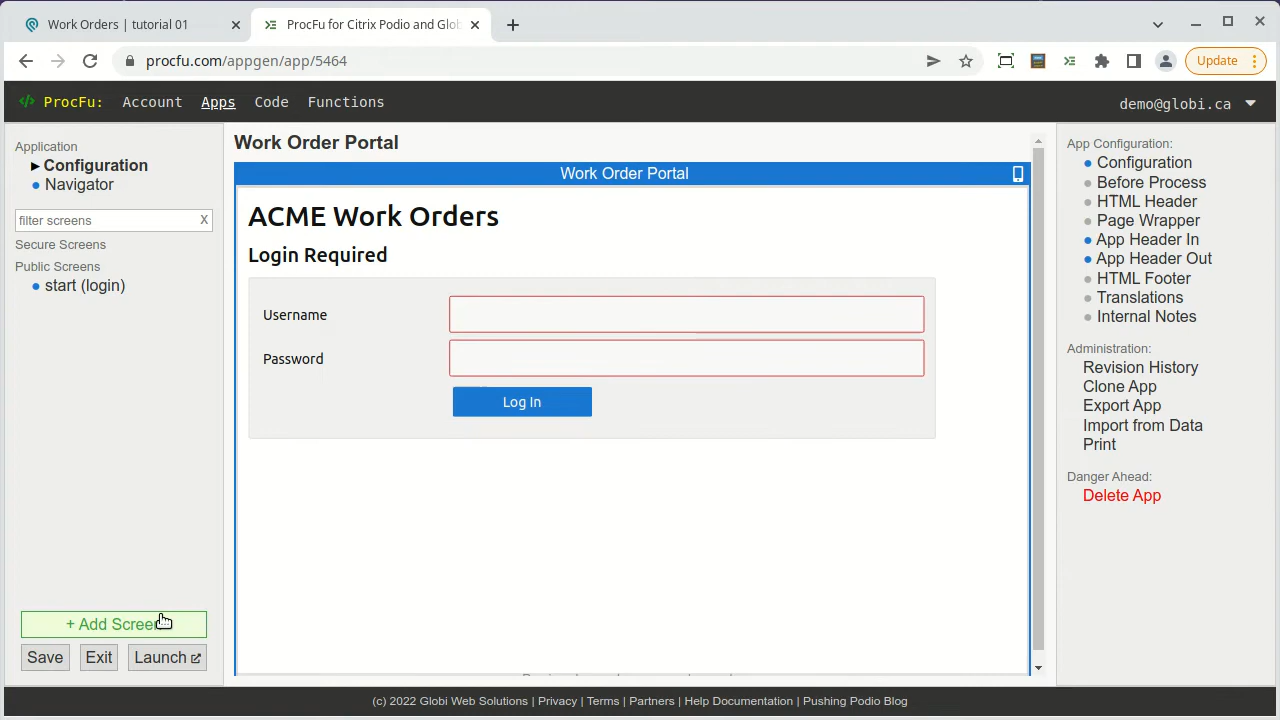 Work Orders | tutorial 01
ProcFu for Citrix Podio and Glob
procfu.com/appgen/app/5464
Update
</> ProcFu: Account Apps Code Functions
demo@globi.ca
Application
Configuration
Navigator
filter screens X
Secure Screens
Public Screens
start (login)
+ Add Screen
Save Exit Launch
Work Order Portal
Work Order Portal
ACME Work Orders
Login Required
Username
Password
Log In
App Configuration:
Configuration
Before Process
HTML Header
Page Wrapper
App Header In
App Header Out
HTML Footer
Translations
Internal Notes
Administration:
Revision History
Clone App
Export App
Import from Data
Print
Danger Ahead:
Delete App
(c) 2022 Globi Web Solutions | Privacy | Terms | Partners | Help Documentation | Pushing Podio Blog